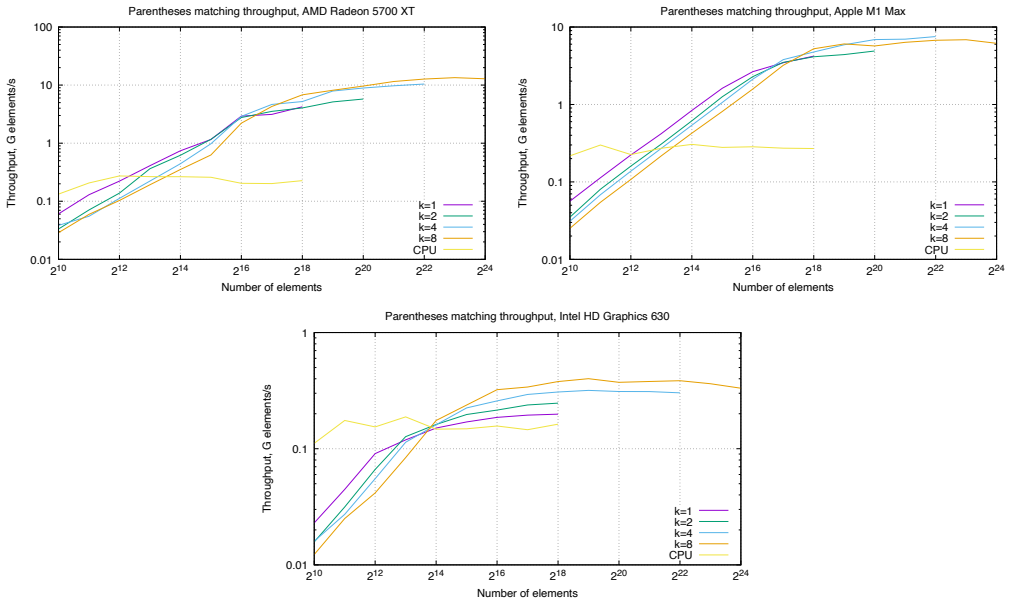 Parentheses matching throughput, AMD Radeon 5700 XT
100
10
1
0.1
0.01
Throughput, G elements/s
k=1
k=2
k=4
k=8
CPU
2^10 2^12 2^14 2^16 2^18 2^20 2^22 2^24
Number of elements
Parentheses matching throughput, Apple M1 Max
10
1
0.1
0.01
Throughput, G elements/s
k=1
k=2
k=4
k=8
CPU
2^10 2^12 2^14 2^16 2^18 2^20 2^22 2^24
Number of elements
Parentheses matching throughput, Intel HD Graphics 630
1
0.1
0.01
Throughput, G elements/s
k=1
k=2
k=4
k=8
CPU
2^10 2^12 2^14 2^16 2^18 2^20 2^22 2^24
Number of elements